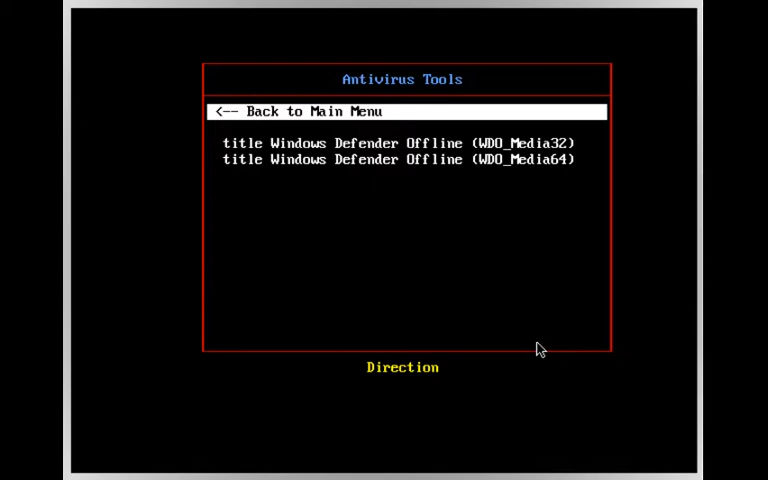 Antivirus Tools
<-- Back to Main Menu
title Windows Defender Offline (WDO_Media32)
title Windows Defender Offline (WDO_Media64)
Direction